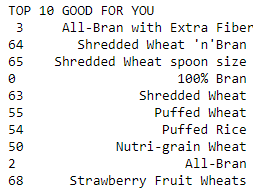 TOP 10 GOOD FOR YOU
3 All-Bran with Extra Fiber
64 Shredded Wheat 'n'Bran
65 Shredded Wheat spoon size
0 100% Bran
63 Shredded Wheat
55 Puffed Wheat
54 Puffed Rice
50 Nutri-grain Wheat
2 All-Bran
68 Strawberry Fruit Wheats